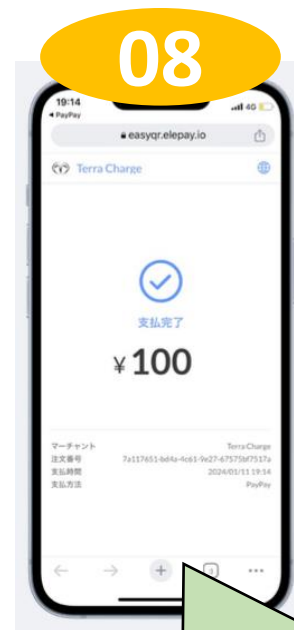 08
19:14
◀ PayPay
4G
easyqr.elepay.io
Terra Charge
支払完了
¥100
マーチャント Terra Charge
注文番号 7a117651-bd4a-4c61-9e27-67575bf7517a
支払時間 2024/01/11 19:14
支払方法 PayPay